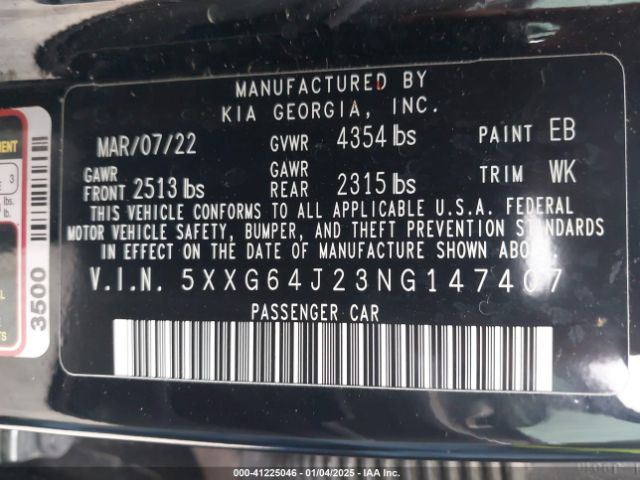 MANUFACTURED BY
KIA GEORGIA, INC.
MAR/07/22 GVWR 4354 lbs PAINT EB
GAWR FRONT 2513 lbs GAWR REAR 2315 lbs TRIM WK
THIS VEHICLE CONFORMS TO ALL APPLICABLE U.S.A. FEDERAL
MOTOR VEHICLE SAFETY, BUMPER, AND THEFT PREVENTION STANDARDS
IN EFFECT ON THE DATE OF MANUFACTURE SHOWN ABOVE.
V.I.N. 5XXG64J23NG147407
PASSENGER CAR
3500
3
000-41225046 - 01/04/2025 - IAA Inc.